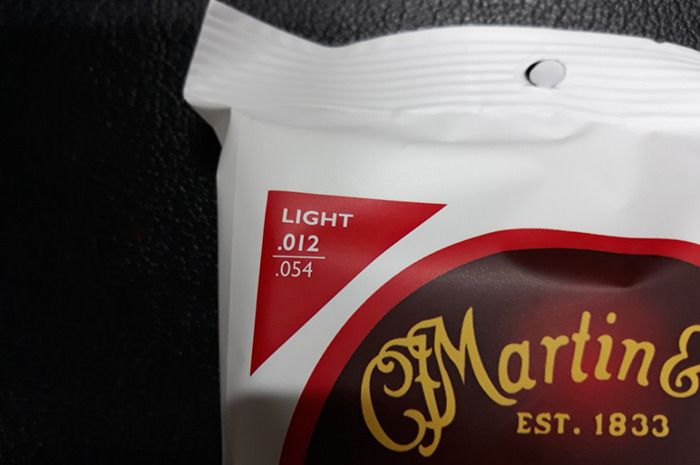 LIGHT
.012
.054
CFMartin &
EST. 1833